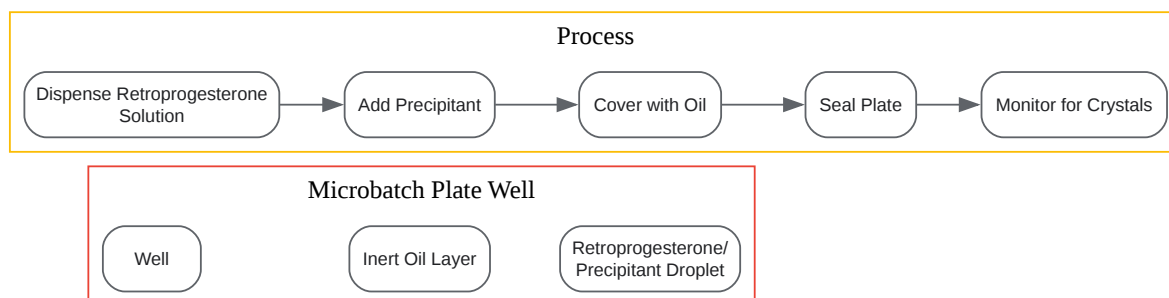 Process
Dispense Retroprogesterone
Solution
Add Precipitant
Cover with Oil
Seal Plate
Monitor for Crystals
Microbatch Plate Well
Well
Inert Oil Layer
Retroprogesterone/
Precipitant Droplet